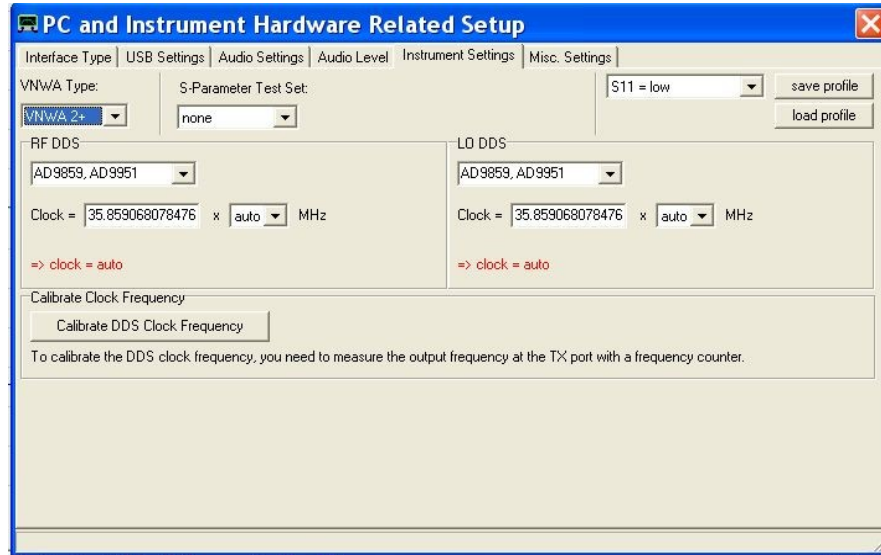 PC and Instrument Hardware Related Setup
Interface Type USB Settings Audio Settings Audio Level Instrument Settings Misc. Settings
VNWA Type:
VNWA 2+
S-Parameter Test Set:
none
S11 = low
save profile
load profile
RF DDS
AD9859, AD9951
Clock = 35.859068078476 x auto MHz
=> clock = auto
LO DDS
AD9859, AD9951
Clock = 35.859068078476 x auto MHz
=> clock = auto
Calibrate Clock Frequency
Calibrate DDS Clock Frequency
To calibrate the DDS clock frequency, you need to measure the output frequency at the TX port with a frequency counter.